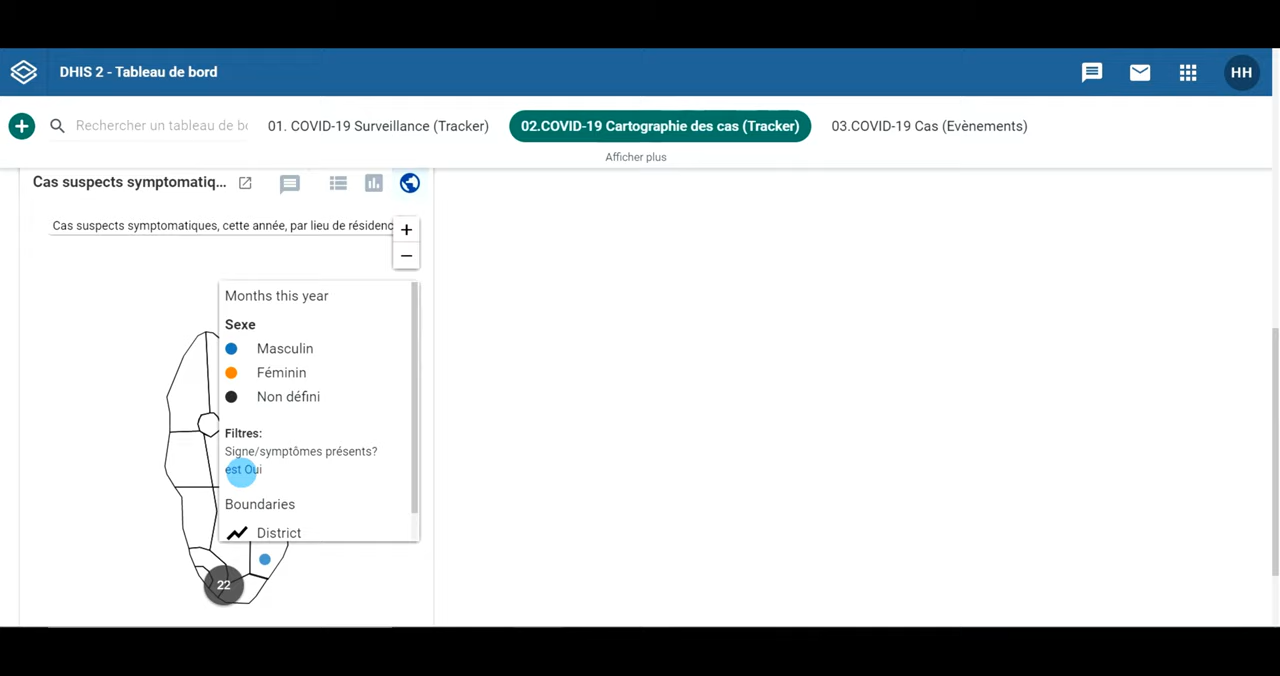 DHIS 2 - Tableau de bord
HH
Rechercher un tableau de bo
01. COVID-19 Surveillance (Tracker)
02.COVID-19 Cartographie des cas (Tracker)
03.COVID-19 Cas (Evènements)
Afficher plus
Cas suspects symptomatiq...
Cas suspects symptomatiques, cette année, par lieu de résidenc
+
−
Months this year
Sexe
Masculin
Féminin
Non défini
Filtres:
Signe/symptômes présents?
est Oui
Boundaries
District
22